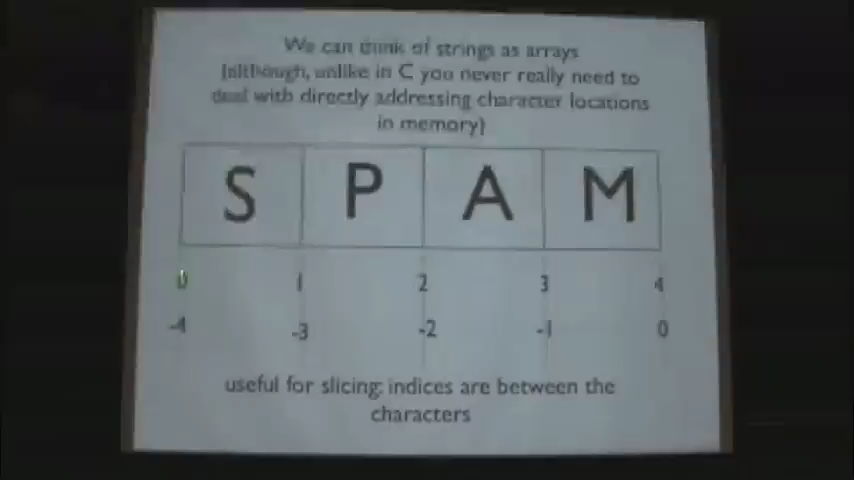 We can think of strings as arrays
(although, unlike in C you never really need to
deal with directly addressing character locations
in memory)
S P A M
0 1 2 3 4
-4 -3 -2 -1 0
useful for slicing: indices are between the
characters